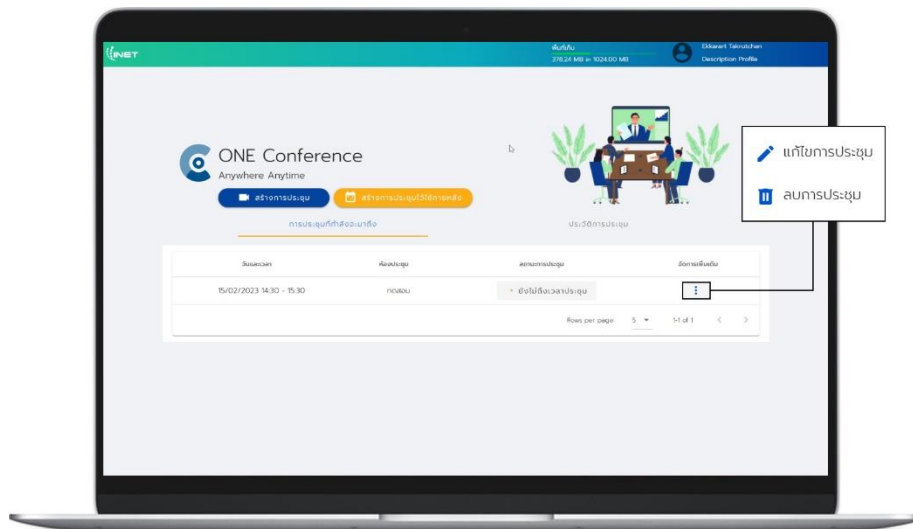 INET
พื้นที่เก็บ
378.24 MB in 1024.00 MB
Ekkarart Takrutchan
Description Profile
ONE Conference
Anywhere Anytime
สร้างการประชุม
สร้างการประชุมไว้ใช้ภายหลัง
แก้ไขการประชุม
ลบการประชุม
การประชุมที่กำลังจะมาถึง
ประวัติการประชุม
วันและเวลา
ห้องประชุม
สถานะการประชุม
จัดการเพิ่มเติม
15/02/2023 14:30 - 15:30
ทดสอบ
ยังไม่ถึงเวลาประชุม
Rows per page
5
1-1 of 1